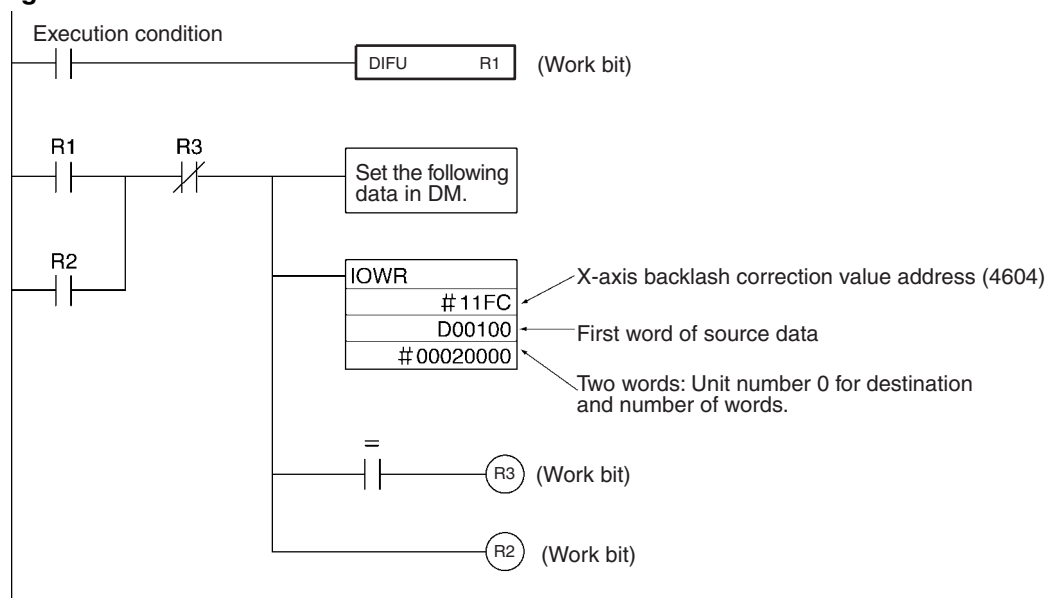 Execution condition
DIFU R1 (Work bit)
R1 R3
Set the following
data in DM.
R2
IOWR
#11FC
D00100
#00020000
X-axis backlash correction value address (4604)
First word of source data
Two words: Unit number 0 for destination
and number of words.
=
R3 (Work bit)
R2 (Work bit)